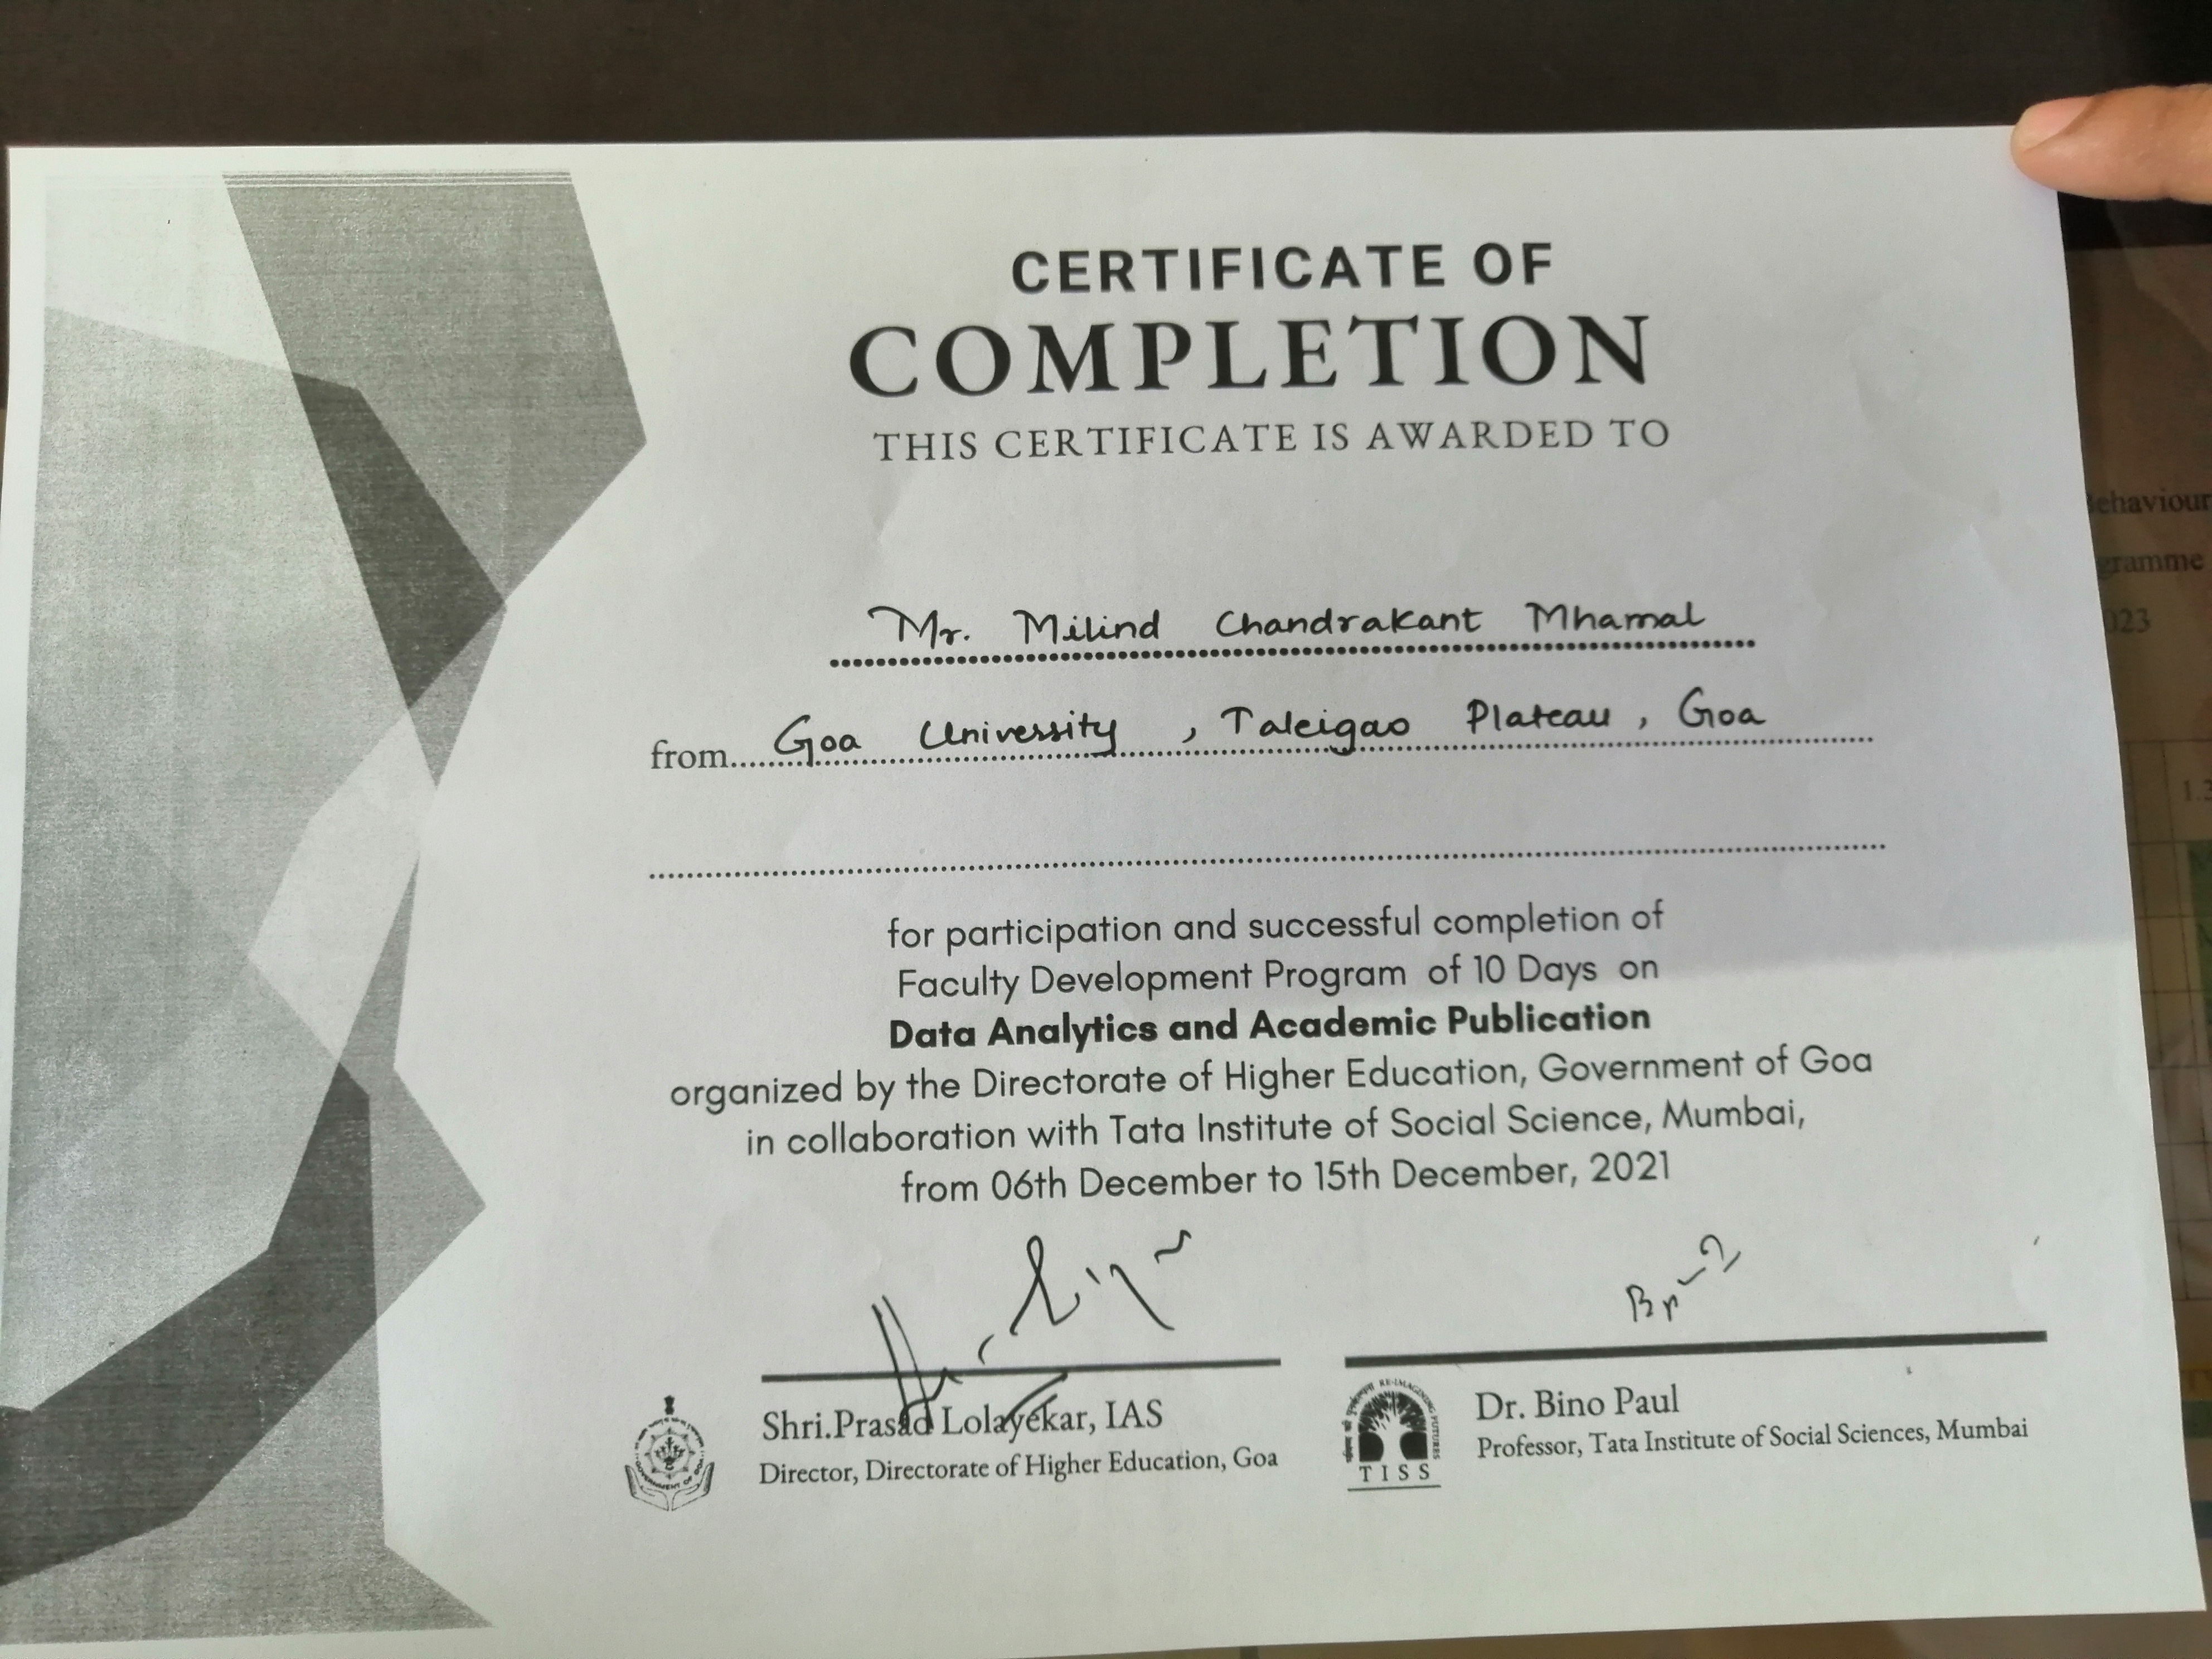 CERTIFICATE OF
COMPLETION
THIS CERTIFICATE IS AWARDED TO
Mr. Milind Chandrakant Mhamal
from Goa University, Taleigao Plateau, Goa
for participation and successful completion of
Faculty Development Program of 10 Days on
Data Analytics and Academic Publication
organized by the Directorate of Higher Education, Government of Goa
in collaboration with Tata Institute of Social Science, Mumbai,
from 06th December to 15th December, 2021
Shri.Prasad Lolayekar, IAS
Director, Directorate of Higher Education, Goa
RE-IMAGINING FUTURES
TISS
Dr. Bino Paul
Professor, Tata Institute of Social Sciences, Mumbai